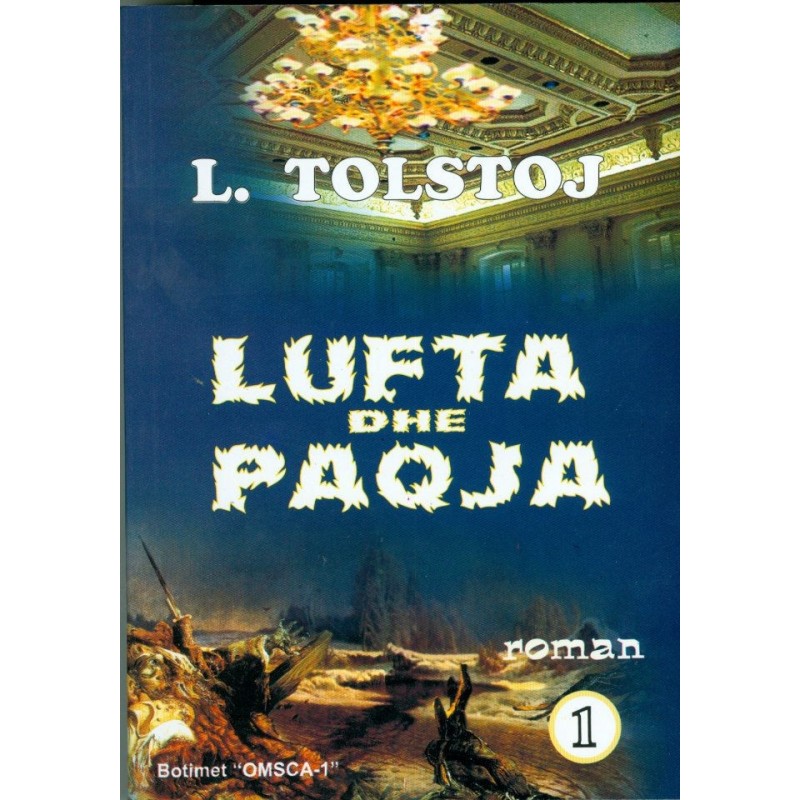 L. TOLSTOJ
LUFTA
DHE
PAQJA
roman
1
Botimet "OMSCA-1"